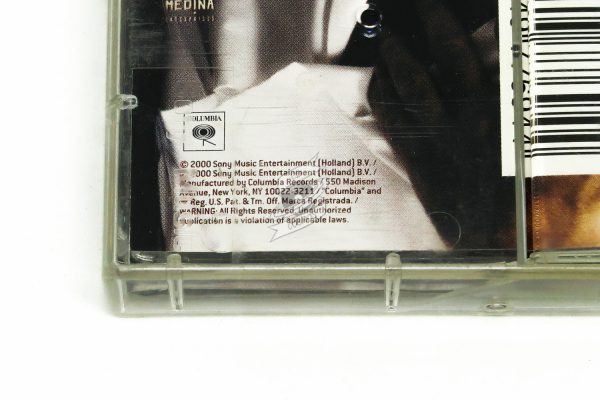 MEDINA
ENTERPRISES
COLUMBIA
© 2000 Sony Music Entertainment (Holland) B.V. /
2000 Sony Music Entertainment (Holland) B.V. /
Manufactured by Columbia Records / 550 Madison
Avenue, New York, NY 10022-3211 / "Columbia" and
Reg. U.S. Pat. & Tm. Off. Marca Registrada. /
WARNING: All Rights Reserved. Unauthorized
duplication is a violation of applicable laws.